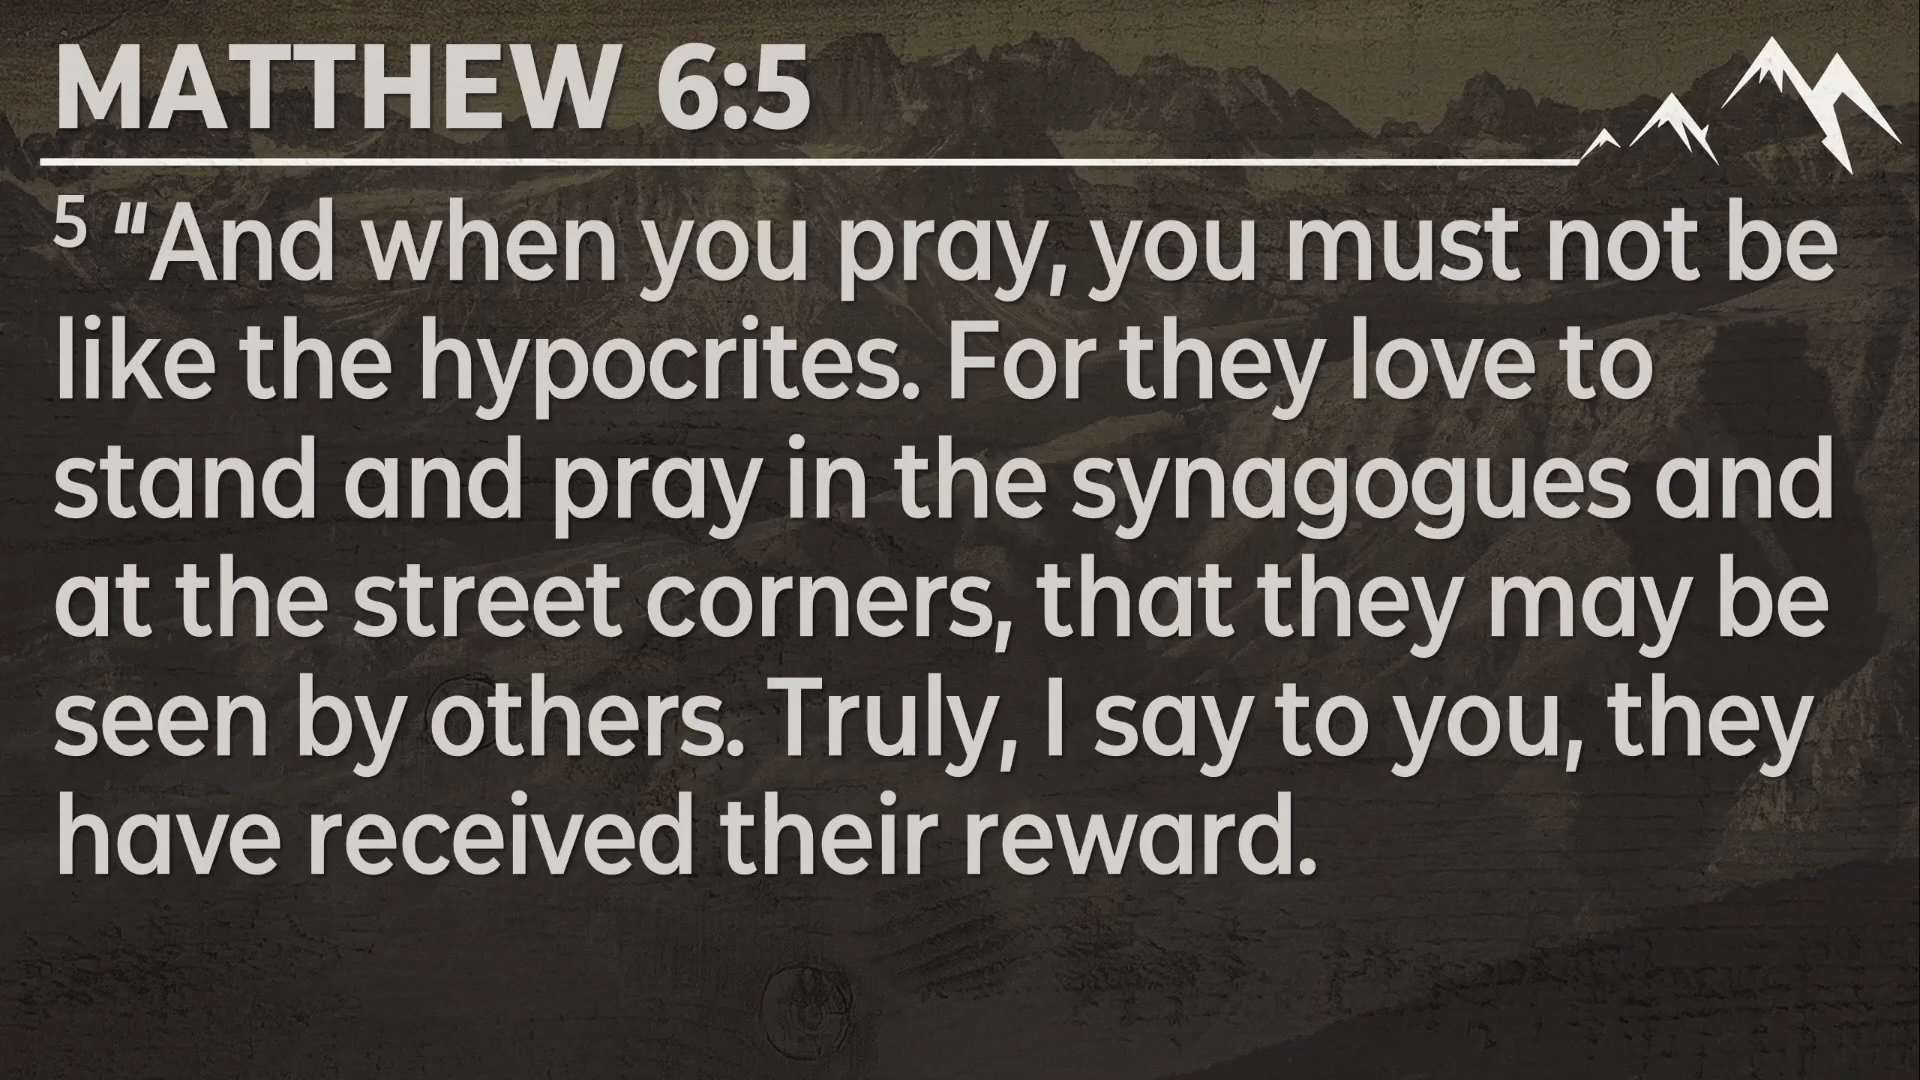 MATTHEW 6:5
5 "And when you pray, you must not be
like the hypocrites. For they love to
stand and pray in the synagogues and
at the street corners, that they may be
seen by others. Truly, I say to you, they
have received their reward.